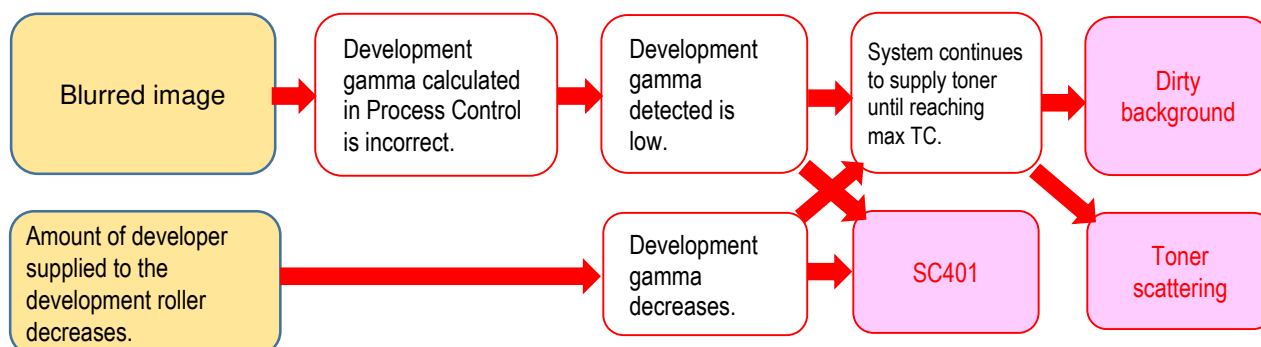 Blurred image
Development
gamma calculated
in Process Control
is incorrect.
Development
gamma
detected is
low.
System continues
to supply toner
until reaching
max TC.
Dirty
background
Amount of developer
supplied to the
development roller
decreases.
Development
gamma
decreases.
SC401
Toner
scattering